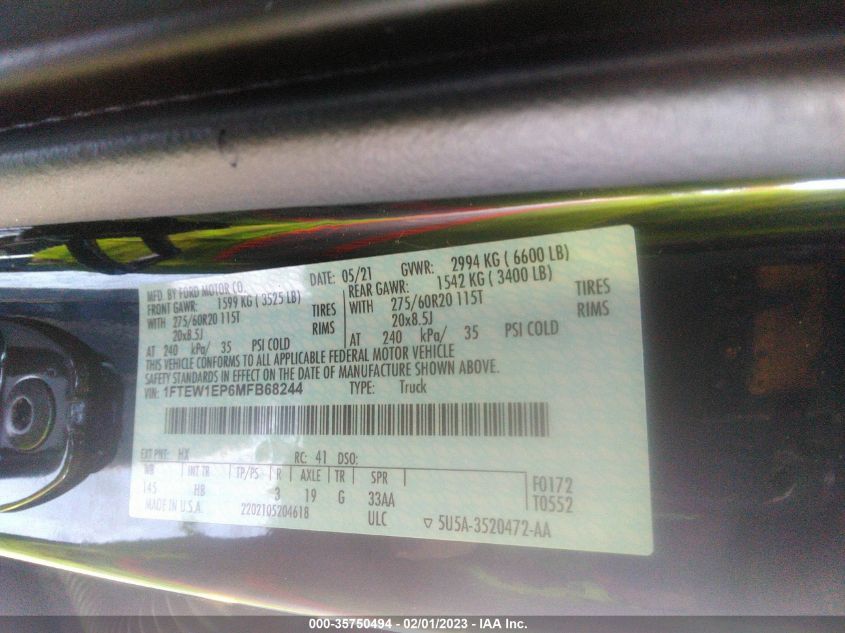 MFD. BY FORD MOTOR CO. DATE: 05/21 GVWR: 2994 KG ( 6600 LB)
FRONT GAWR: 1599 KG ( 3525 LB) REAR GAWR: 1542 KG ( 3400 LB)
WITH 275/60R20 115T TIRES WITH 275/60R20 115T TIRES
20x8.5J RIMS 20x8.5J RIMS
AT 240 kPa/ 35 PSI COLD AT 240 kPa/ 35 PSI COLD
THIS VEHICLE CONFORMS TO ALL APPLICABLE FEDERAL MOTOR VEHICLE
SAFETY STANDARDS IN EFFECT ON THE DATE OF MANUFACTURE SHOWN ABOVE.
VIN: 1FTEW1EP6MFB68244 TYPE: Truck
EXT PNT: HX RC: 41 DSO:
WB INT TR TP/PS R AXLE TR SPR F0172
145 HB 3 19 G 33AA T0552
MADE IN U.S.A. 2202105204618 ULC ▽ 5U5A-3520472-AA
000-35750494 - 02/01/2023 - IAA Inc.